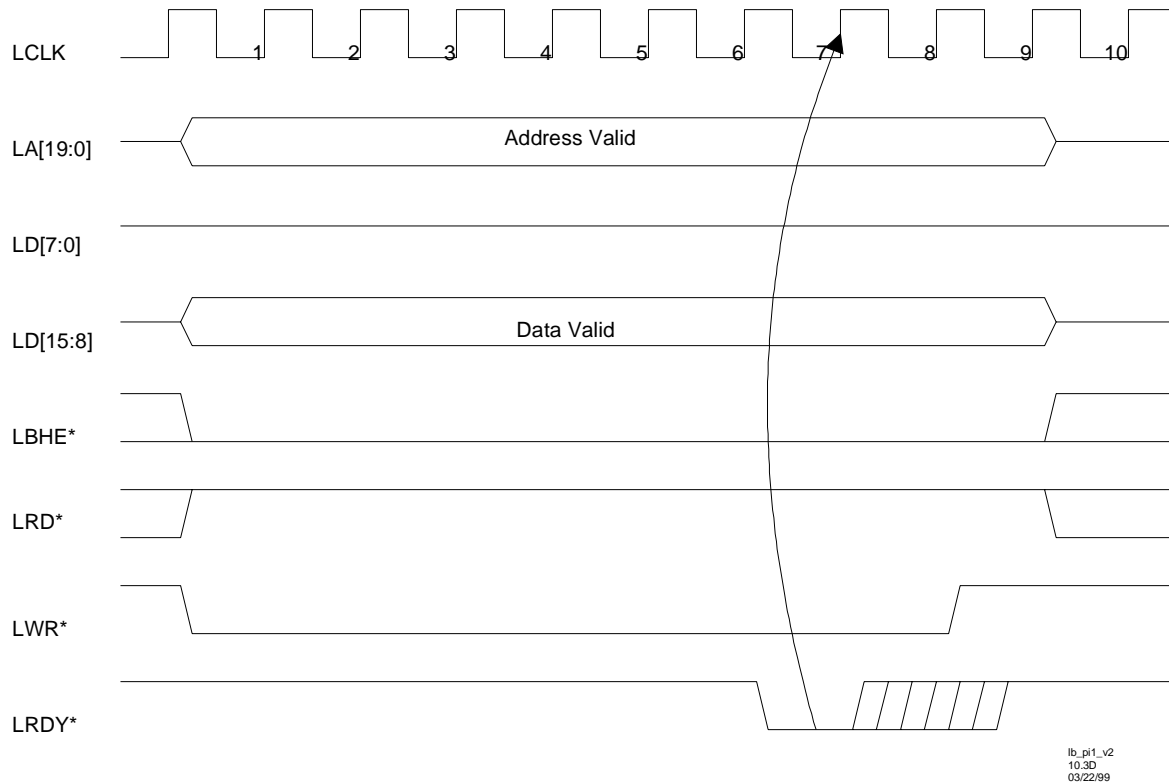 LCLK 1 2 3 4 5 6 7 8 9 10
LA[19:0] Address Valid
LD[7:0]
LD[15:8] Data Valid
LBHE*
LRD*
LWR*
LRDY*
lb_pi1_v2
10.3D
03/22/99